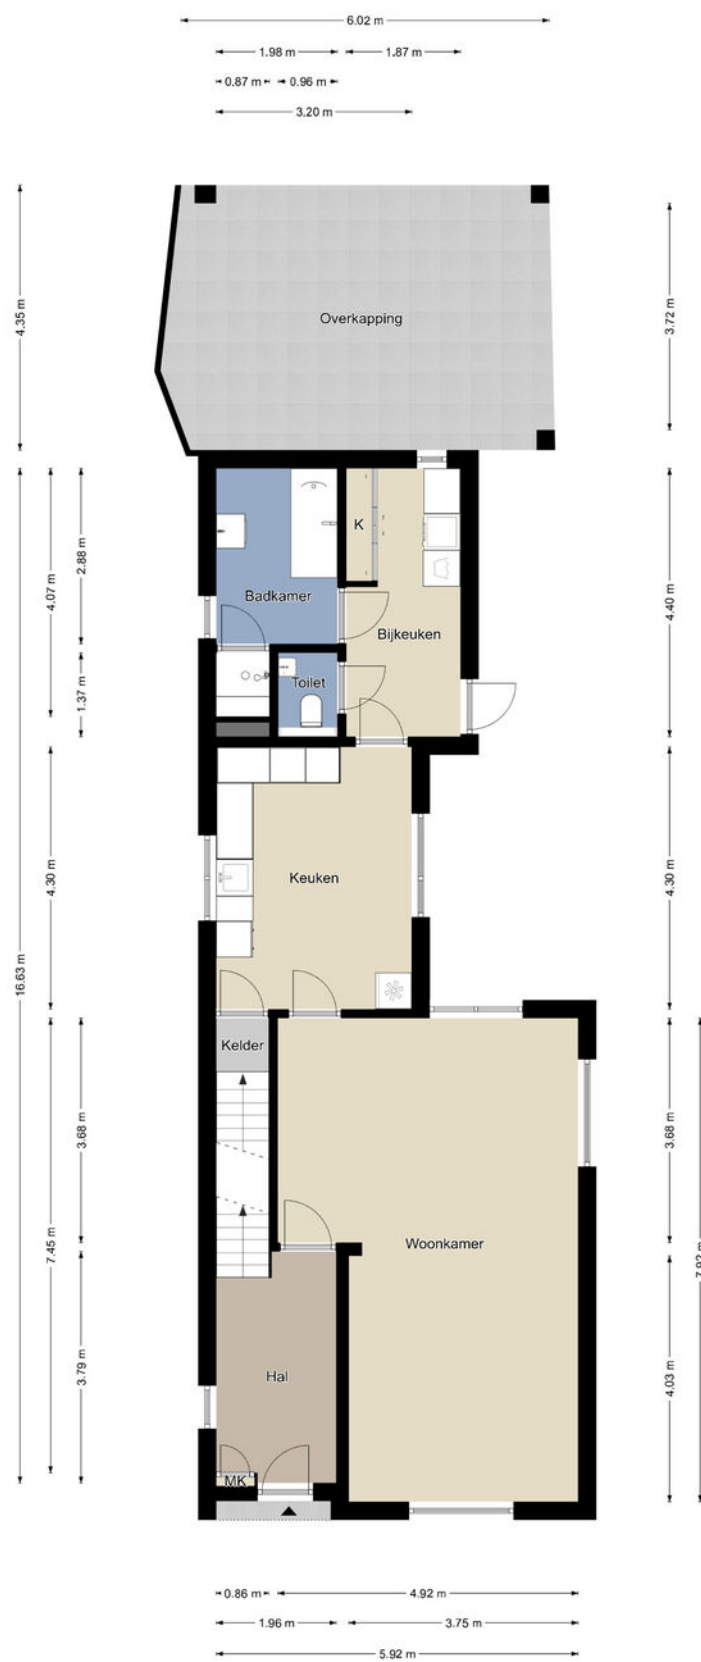 6.02 m
1.98 m
1.87 m
0.87 m
0.96 m
3.20 m
4.35 m
3.72 m
Overkapping
4.07 m
2.88 m
1.37 m
4.40 m
K
Badkamer
Bijkeuken
Toilet
16.63 m
4.30 m
4.30 m
Keuken
Kelder
7.45 m
3.68 m
3.79 m
3.68 m
4.03 m
7.92 m
Woonkamer
Hal
MK
0.86 m
4.92 m
1.96 m
3.75 m
5.92 m